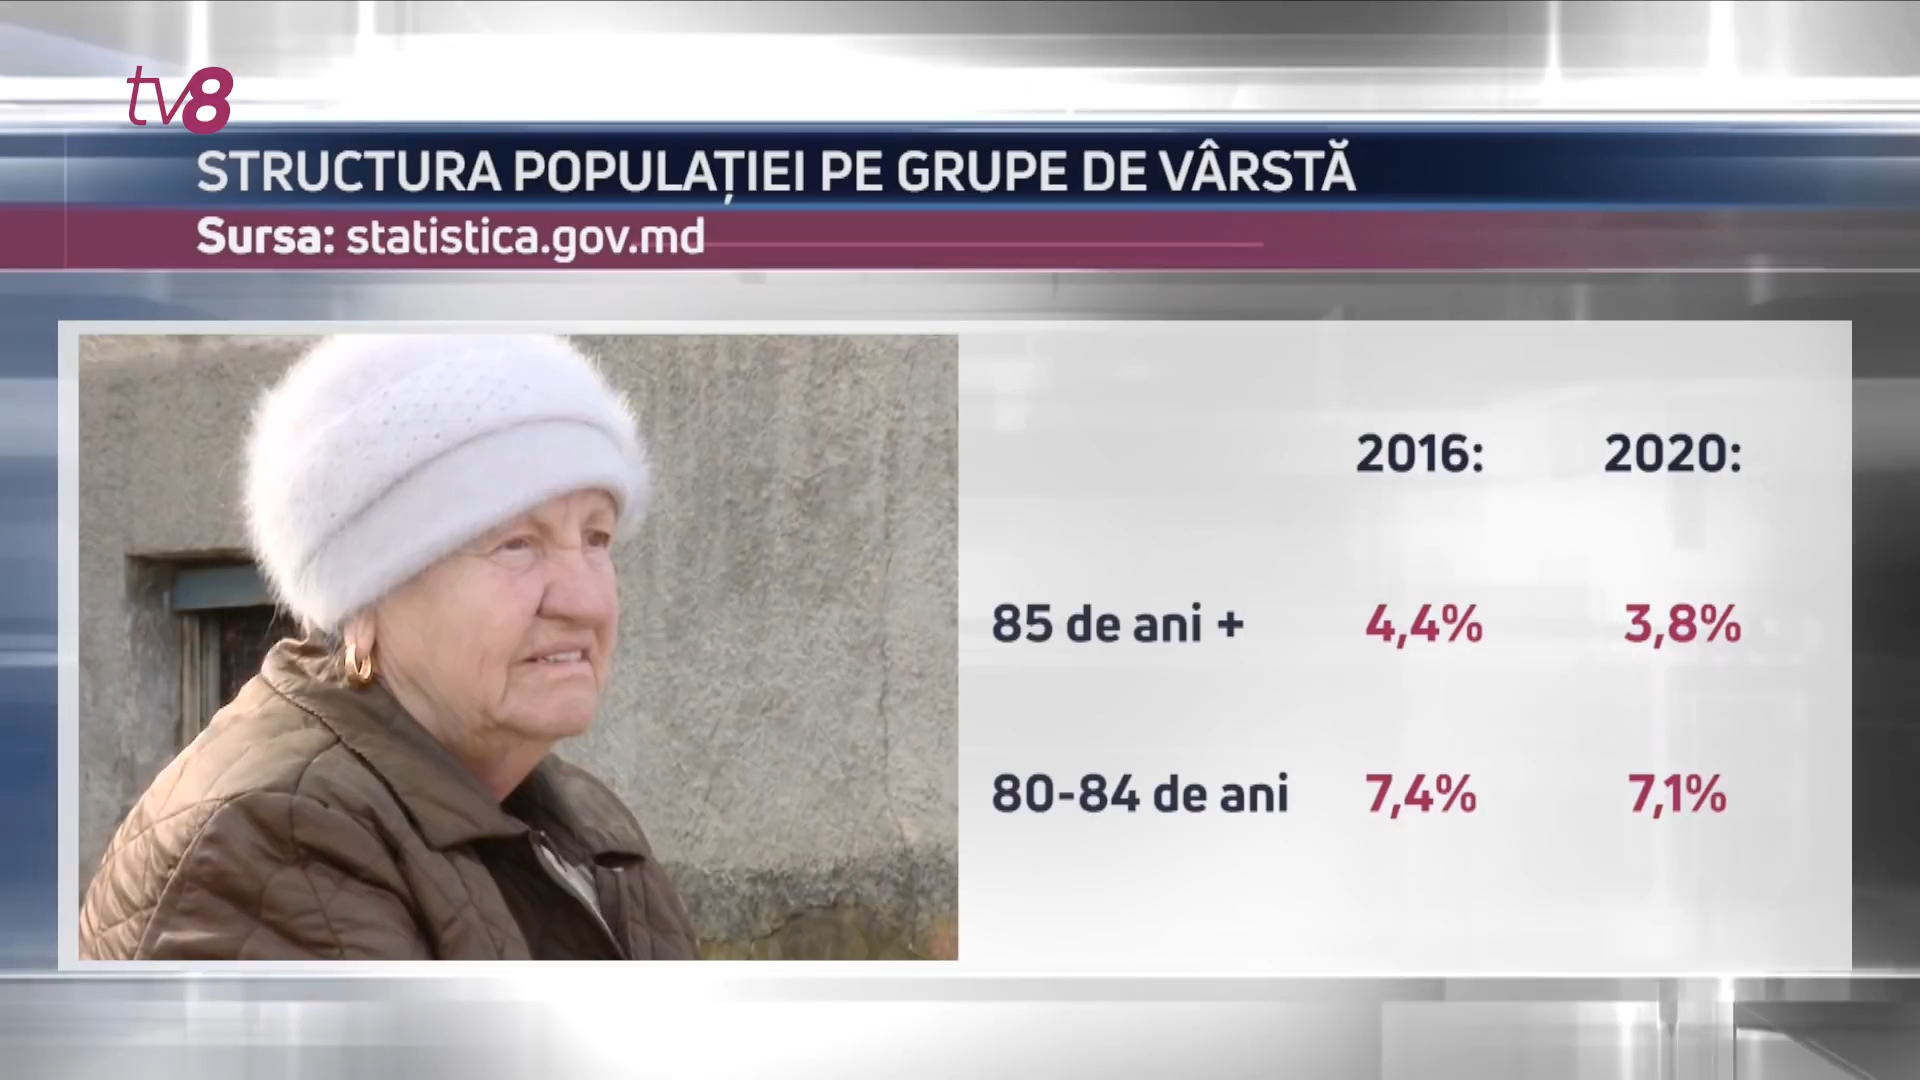 tv8
STRUCTURA POPULAȚIEI PE GRUPE DE VÂRSTĂ
Sursa: statistica.gov.md
2016: 2020:
85 de ani + 4,4% 3,8%
80-84 de ani 7,4% 7,1%